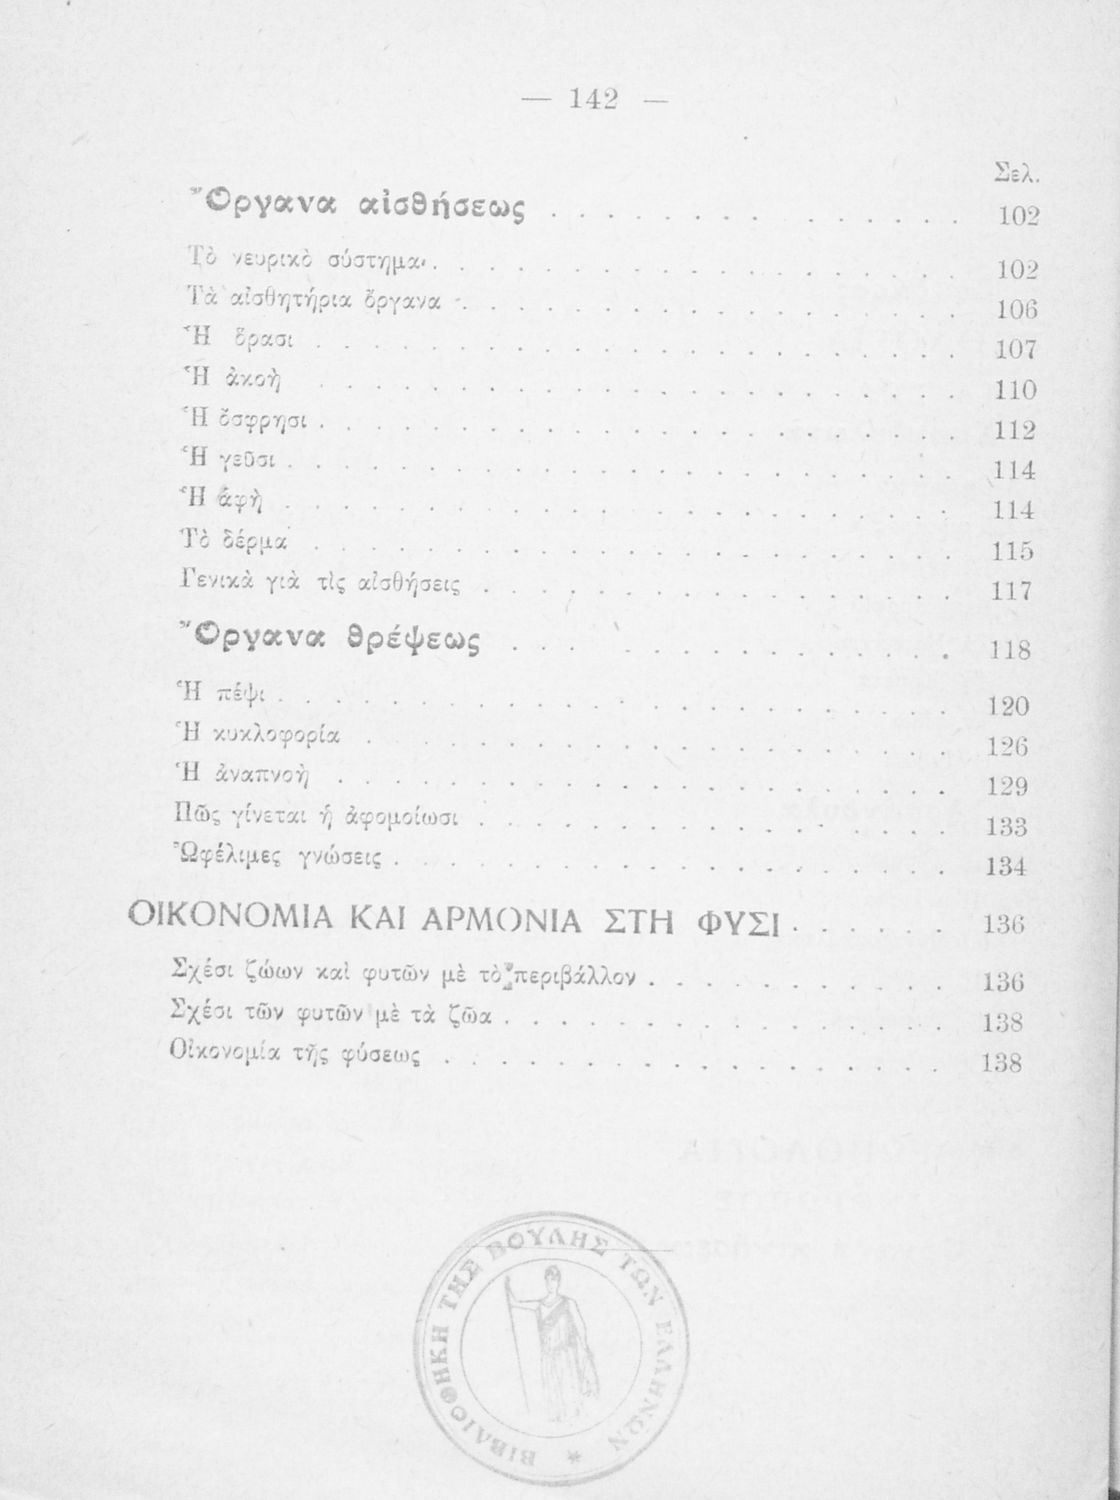 — 142 —
Σελ.
Ὄργανα αἰσθήσεως . . . . . . . . . . . . . . 102
Τὸ νευρικὸ σύστημα . . . . . . . . . . . . . . . . . . 102
Τὰ αἰσθητήρια ὄργανα . . . . . . . . . . . . . . . . . 106
Ἡ ὅρασι . . . . . . . . . . . . . . . . . . . . . . 107
Ἡ ἀκοὴ . . . . . . . . . . . . . . . . . . . . . . 110
Ἡ ὄσφρησι . . . . . . . . . . . . . . . . . . . . . . 112
Ἡ γεῦσι . . . . . . . . . . . . . . . . . . . . . . . 114
Ἡ ἁφὴ . . . . . . . . . . . . . . . . . . . . . . . 114
Τὸ δέρμα . . . . . . . . . . . . . . . . . . . . . . 115
Γενικὰ γιὰ τὶς αἰσθήσεις . . . . . . . . . . . . . . . . 117
Ὄργανα θρέψεως . . . . . . . . . . . . . . . 118
Ἡ πέψι . . . . . . . . . . . . . . . . . . . . . . . 120
Ἡ κυκλοφορία . . . . . . . . . . . . . . . . . . . . 126
Ἡ ἀναπνοὴ . . . . . . . . . . . . . . . . . . . . . 129
Πῶς γίνεται ἡ ἀφομοίωσι . . . . . . . . . . . . . . . . 133
Ὠφέλιμες γνώσεις . . . . . . . . . . . . . . . . . . . 134
ΟΙΚΟΝΟΜΙΑ ΚΑΙ ΑΡΜΟΝΙΑ ΣΤΗ ΦΥΣΙ . . . . . . 136
Σχέσι ζώων καὶ φυτῶν μὲ τὸ περιβάλλον . . . . . . . . . . . 136
Σχέσι τῶν φυτῶν μὲ τὰ ζῶα . . . . . . . . . . . . . . . . 138
Οἰκονομία τῆς φύσεως . . . . . . . . . . . . . . . . . . 138
ΒΙΒΛΙΟΘΗΚΗ ΤΗΣ ΒΟΥΛΗΣ ΤΩΝ ΕΛΛΗΝΩΝ